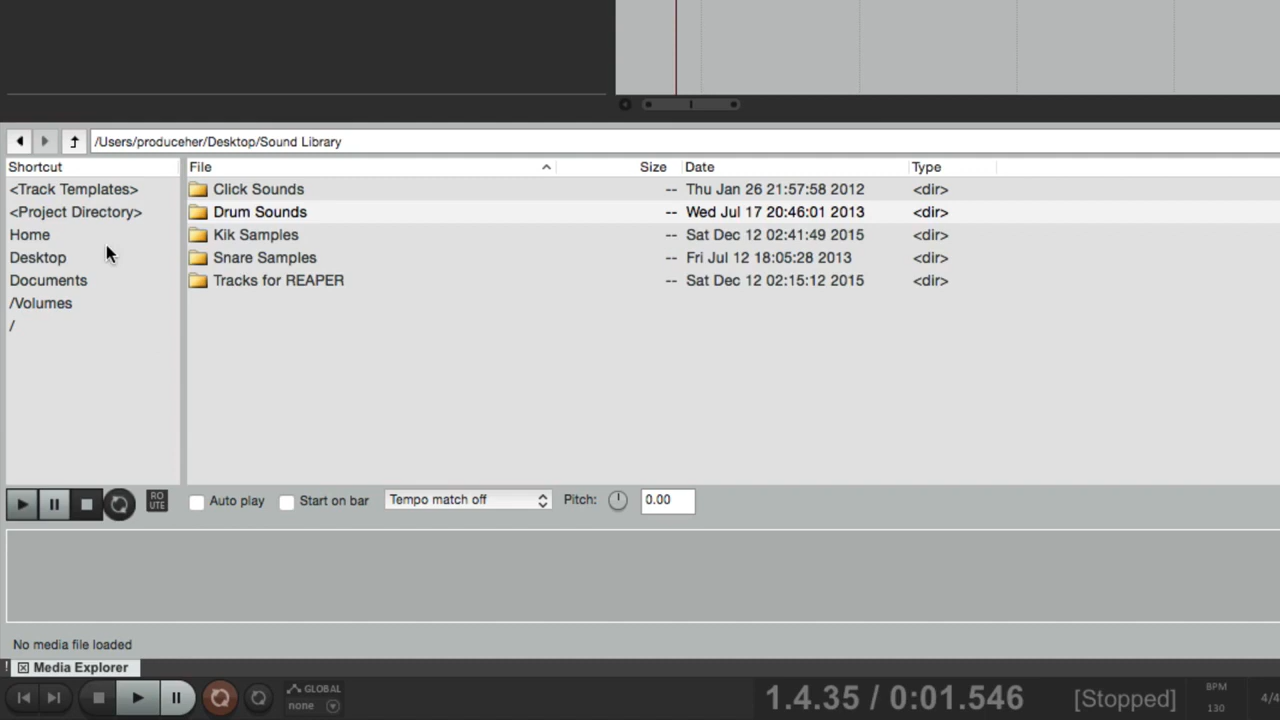 /Users/produceher/Desktop/Sound Library
Shortcut File Size Date Type
<Track Templates> Click Sounds -- Thu Jan 26 21:57:58 2012 <dir>
<Project Directory> Drum Sounds -- Wed Jul 17 20:46:01 2013 <dir>
Home Kik Samples -- Sat Dec 12 02:41:49 2015 <dir>
Desktop Snare Samples -- Fri Jul 12 18:05:28 2013 <dir>
Documents Tracks for REAPER -- Sat Dec 12 02:15:12 2015 <dir>
/Volumes
/
RO
UTE
Auto play Start on bar Tempo match off Pitch: 0.00
No media file loaded
! Media Explorer
GLOBAL
none
1.4.35 / 0:01.546 [Stopped]
BPM
130
4/4